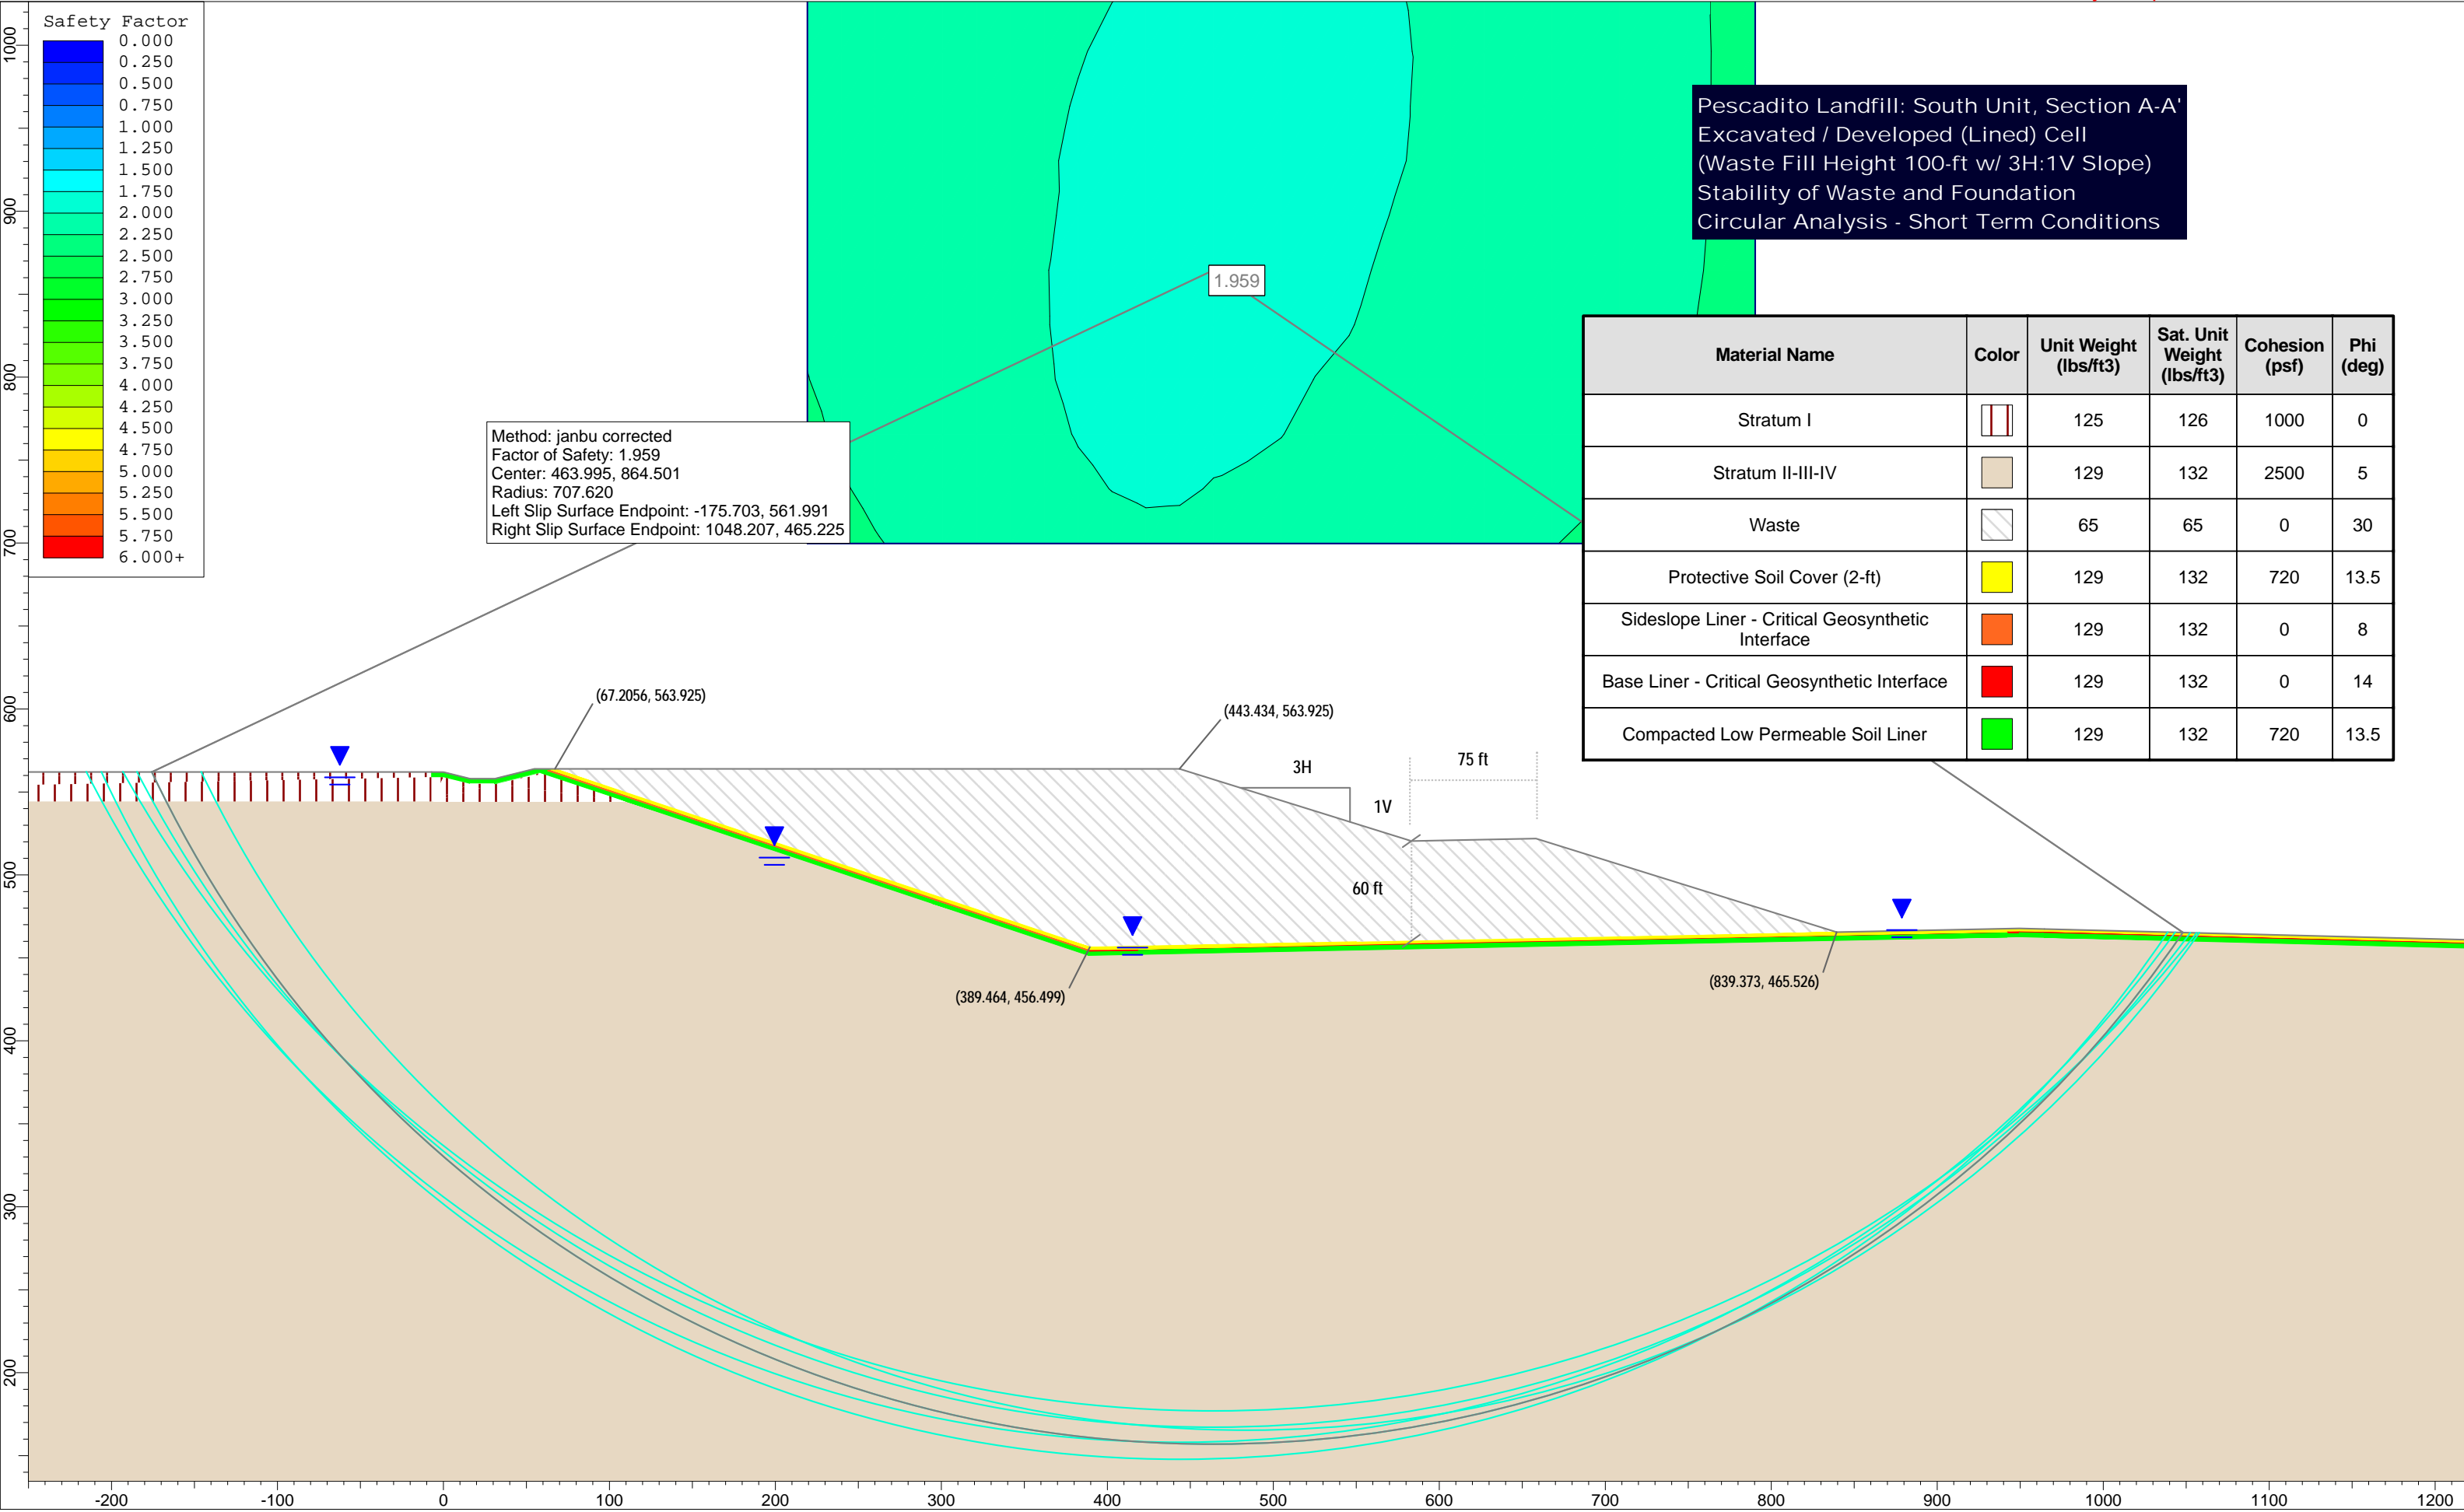 Safety Factor
0.000
0.250
0.500
0.750
1.000
1.250
1.500
1.750
2.000
2.250
2.500
2.750
3.000
3.250
3.500
3.750
4.000
4.250
4.500
4.750
5.000
5.250
5.500
5.750
6.000+
Pescadito Landfill: South Unit, Section A-A'
Excavated / Developed (Lined) Cell
(Waste Fill Height 100-ft w/ 3H:1V Slope)
Stability of Waste and Foundation
Circular Analysis - Short Term Conditions
1.959
Method: janbu corrected
Factor of Safety: 1.959
Center: 463.995, 864.501
Radius: 707.620
Left Slip Surface Endpoint: -175.703, 561.991
Right Slip Surface Endpoint: 1048.207, 465.225
Material Name Color Unit Weight (lbs/ft3) Sat. Unit Weight (lbs/ft3) Cohesion (psf) Phi (deg)
Stratum I 125 126 1000 0
Stratum II-III-IV 129 132 2500 5
Waste 65 65 0 30
Protective Soil Cover (2-ft) 129 132 720 13.5
Sideslope Liner - Critical Geosynthetic Interface 129 132 0 8
Base Liner - Critical Geosynthetic Interface 129 132 0 14
Compacted Low Permeable Soil Liner 129 132 720 13.5
(67.2056, 563.925)
(443.434, 563.925)
3H
1V
75 ft
60 ft
(389.464, 456.499)
(839.373, 465.526)
1000
900
800
700
600
500
400
300
200
-200 -100 0 100 200 300 400 500 600 700 800 900 1000 1100 1200